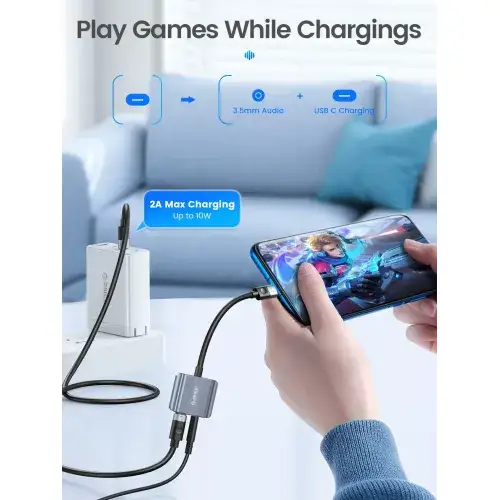 Play Games While Chargings
+
3.5mm Audio
USB C Charging
2A Max Charging
Up to 10W